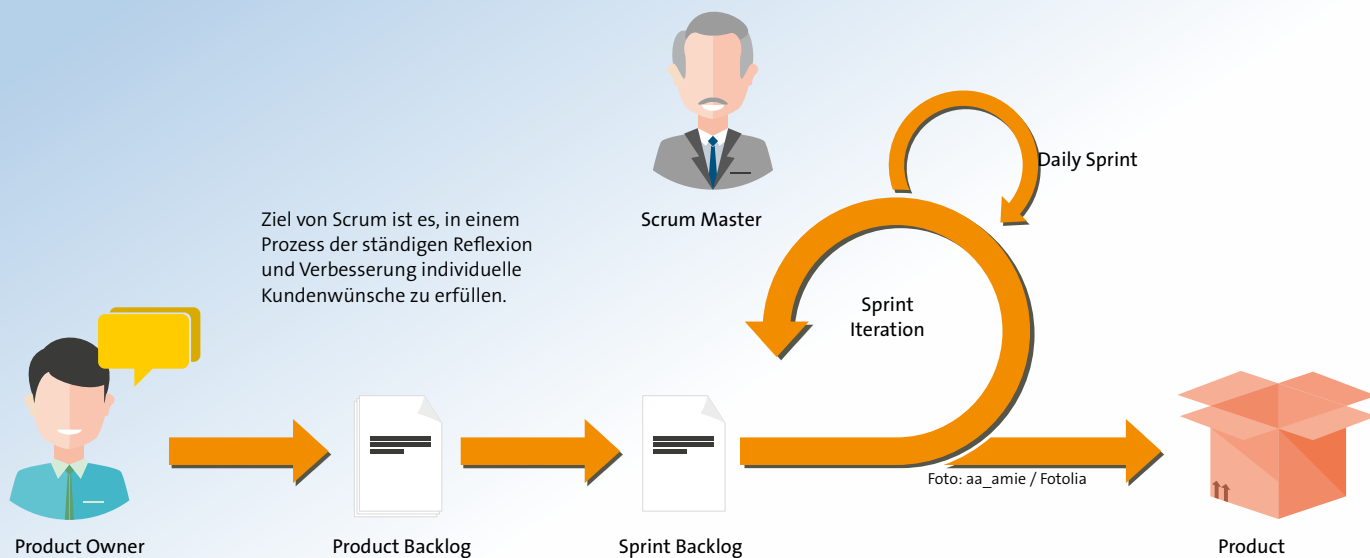 Daily Sprint
Scrum Master
Ziel von Scrum ist es, in einem
Prozess der ständigen Reflexion
und Verbesserung individuelle
Kundenwünsche zu erfüllen.
Sprint
Iteration
Foto: aa_amie / Fotolia
Product Owner
Product Backlog
Sprint Backlog
Product